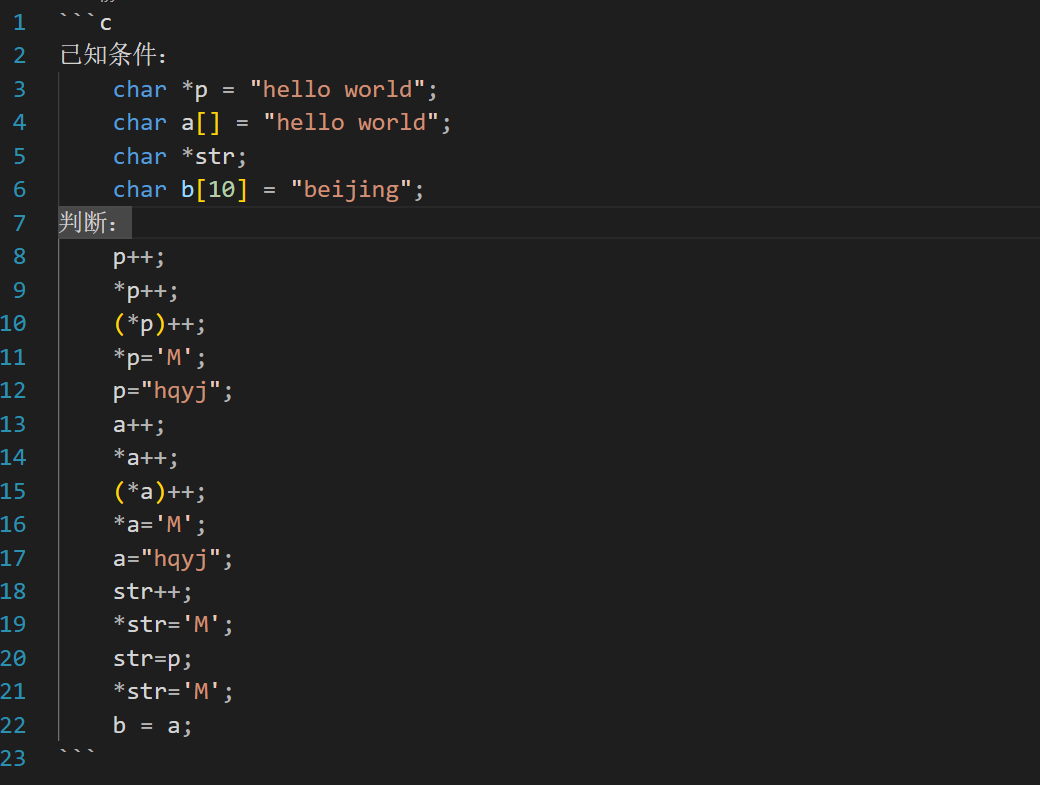 1 ```c
2 已知条件：
3 char *p = "hello world";
4 char a[] = "hello world";
5 char *str;
6 char b[10] = "beijing";
7 判断：
8 p++;
9 *p++;
10 (*p)++;
11 *p='M';
12 p="hqyj";
13 a++;
14 *a++;
15 (*a)++;
16 *a='M';
17 a="hqyj";
18 str++;
19 *str='M';
20 str=p;
21 *str='M';
22 b = a;
23 ```